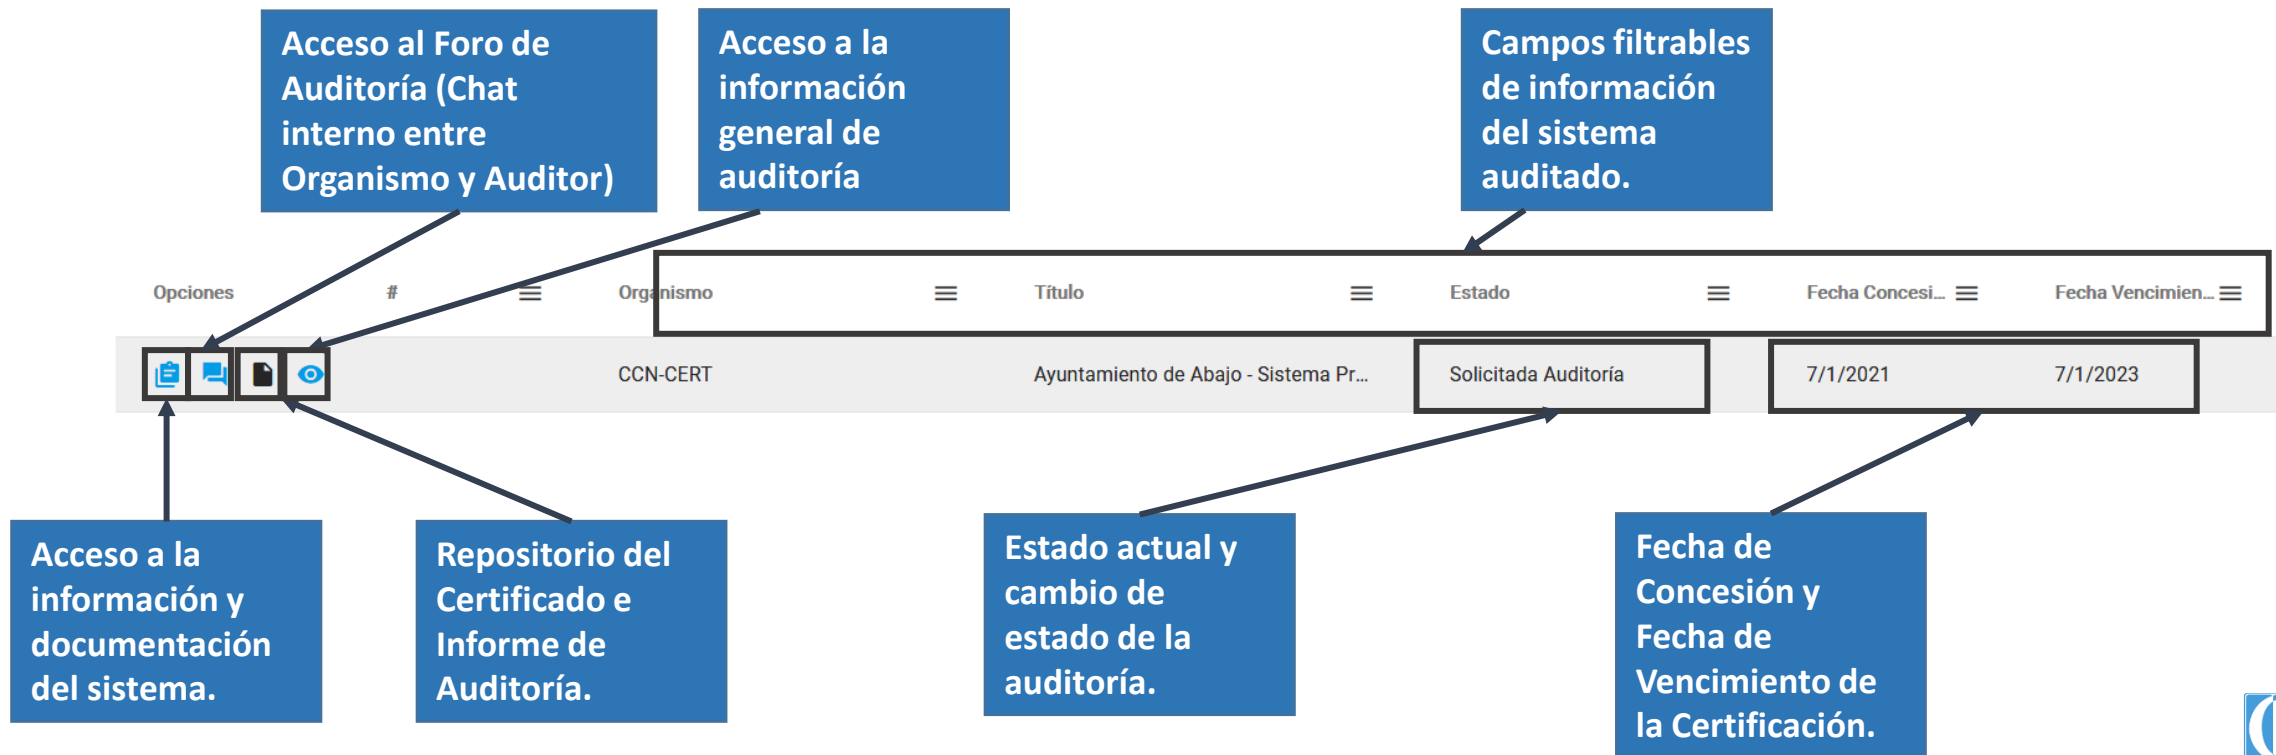 Acceso al Foro de
Auditoría (Chat
interno entre
Organismo y Auditor)
Acceso a la
información
general de
auditoría
Campos filtrables
de información
del sistema
auditado.
Opciones # Organismo Título Estado Fecha Concesi... Fecha Vencimien...
CCN-CERT Ayuntamiento de Abajo - Sistema Pr... Solicitada Auditoría 7/1/2021 7/1/2023
Acceso a la
información y
documentación
del sistema.
Repositorio del
Certificado e
Informe de
Auditoría.
Estado actual y
cambio de
estado de la
auditoría.
Fecha de
Concesión y
Fecha de
Vencimiento de
la Certificación.